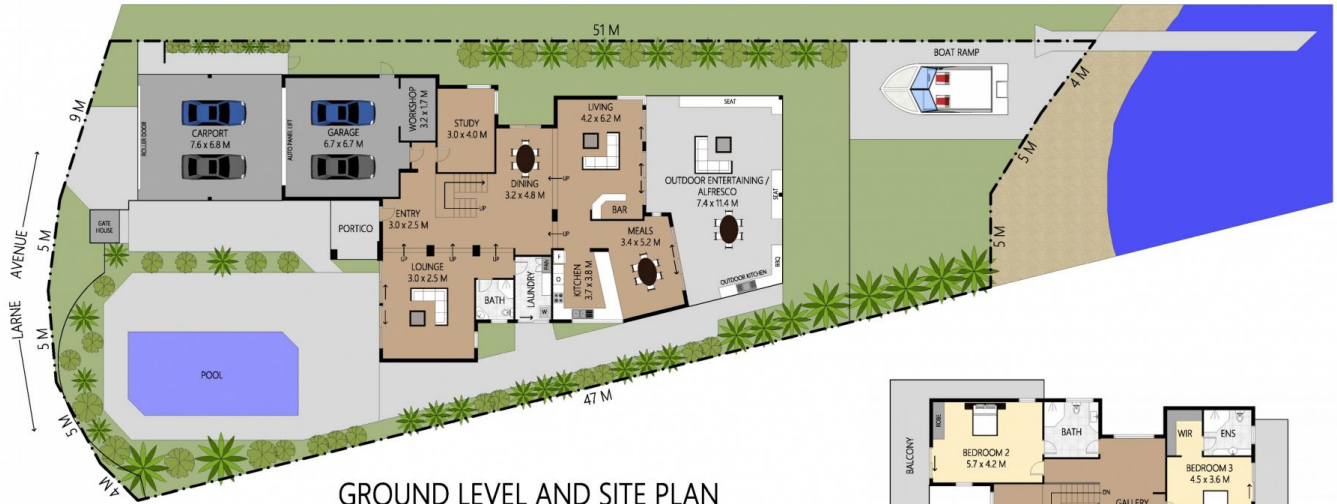 51 M
BOAT RAMP
4 M
9 M
ROLLER DOOR
CARPORT
7.6 x 6.8 M
AUTO PANEL LIFT
GARAGE
6.7 x 6.7 M
WORKSHOP
3.2 x 1.7 M
STUDY
3.0 x 4.0 M
LIVING
4.2 x 6.2 M
SEAT
5 M
DINING
3.2 x 4.8 M
UP
UP
UP
BAR
OUTDOOR ENTERTAINING /
ALFRESCO
7.4 x 11.4 M
SEAT
GATE
HOUSE
PORTICO
ENTRY
3.0 x 2.5 M
MEALS
3.4 x 5.2 M
5 M
LARNE AVENUE
5 M
UP
UP
UP
LOUNGE
3.0 x 2.5 M
BATH
LAUNDRY
W
F
O
KITCHEN
3.7 x 3.8 M
OUTDOOR KITCHEN
BBQ
5 M
POOL
5 M
4 M
47 M
GROUND LEVEL AND SITE PLAN
BALCONY
ROBE
BEDROOM 2
5.7 x 4.2 M
BATH
WIR
ENS
BEDROOM 3
4.5 x 3.6 M
DN
GALLERY